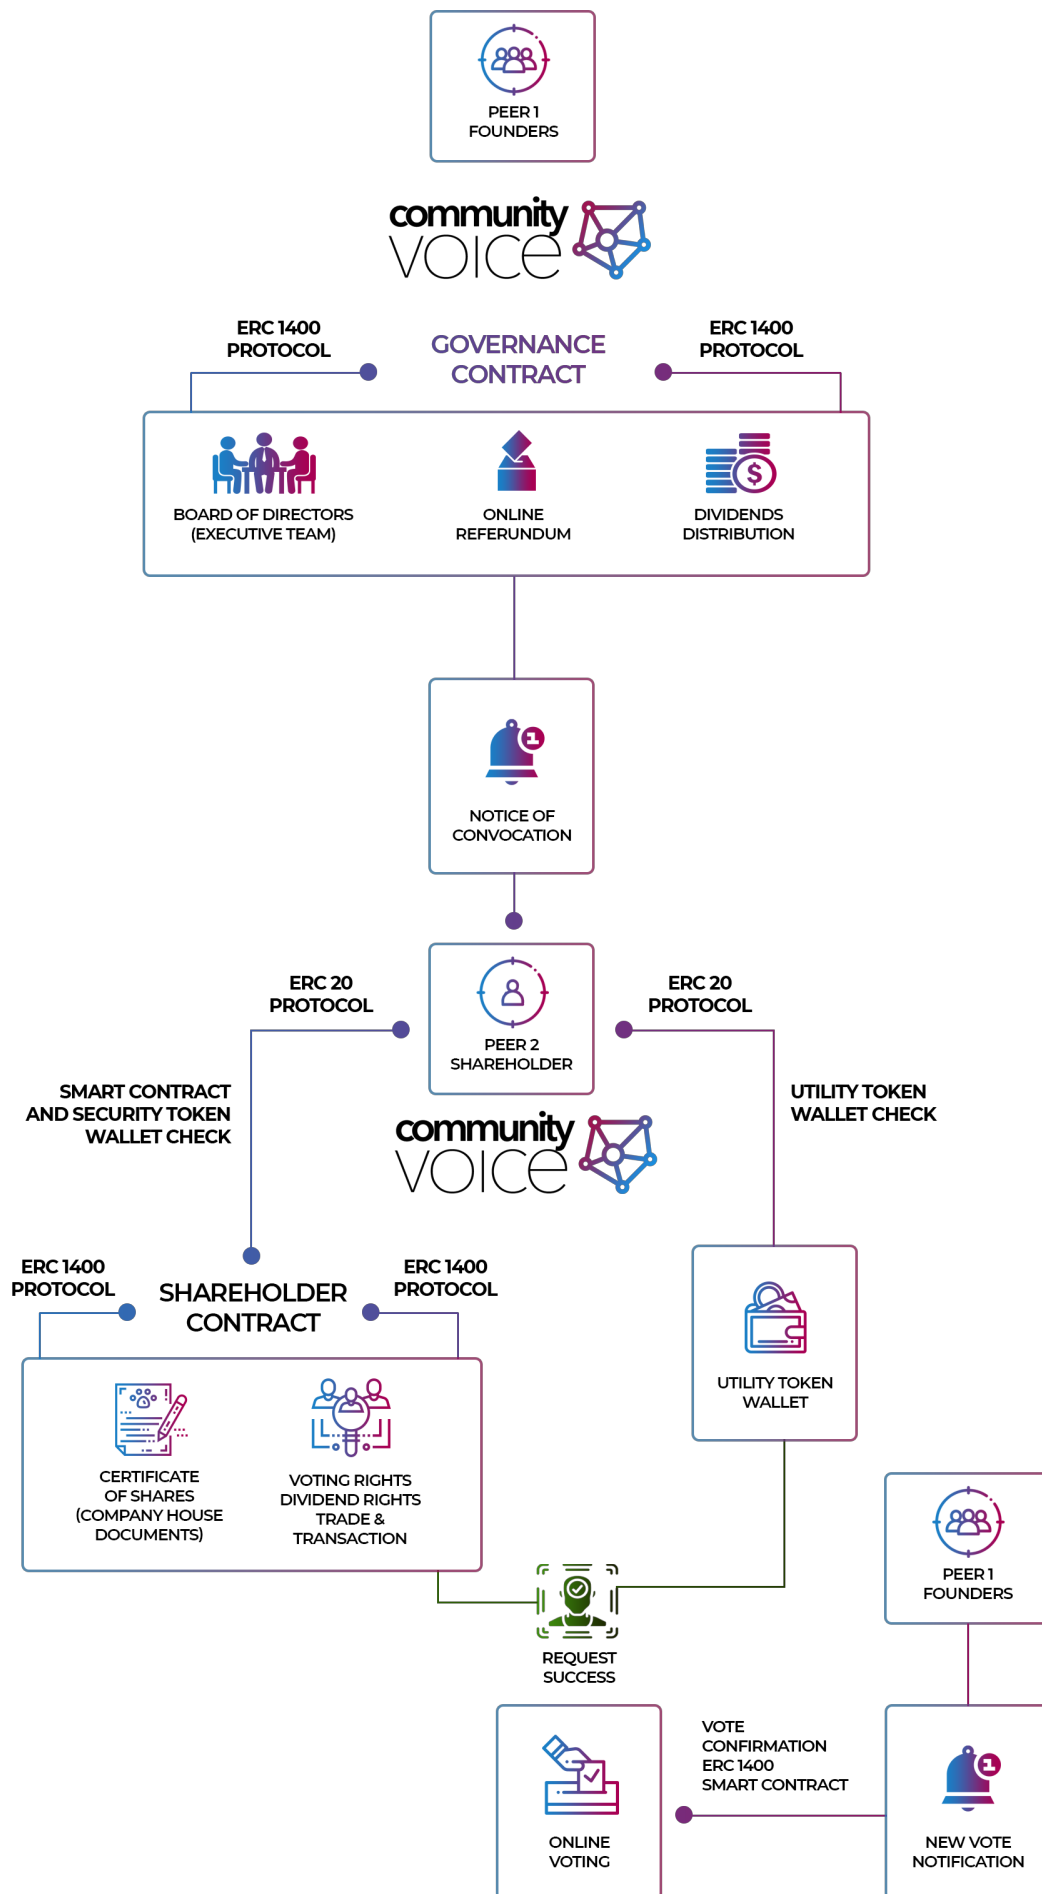 PEER 1
FOUNDERS
community
VOICE
ERC 1400
PROTOCOL
GOVERNANCE
CONTRACT
ERC 1400
PROTOCOL
BOARD OF DIRECTORS
(EXECUTIVE TEAM)
ONLINE
REFERUNDUM
$
DIVIDENDS
DISTRIBUTION
1
NOTICE OF
CONVOCATION
ERC 20
PROTOCOL
PEER 2
SHAREHOLDER
ERC 20
PROTOCOL
SMART CONTRACT
AND SECURITY TOKEN
WALLET CHECK
UTILITY TOKEN
WALLET CHECK
community
VOICE
ERC 1400
PROTOCOL
SHAREHOLDER
CONTRACT
ERC 1400
PROTOCOL
UTILITY TOKEN
WALLET
CERTIFICATE
OF SHARES
(COMPANY HOUSE
DOCUMENTS)
VOTING RIGHTS
DIVIDEND RIGHTS
TRADE &
TRANSACTION
PEER 1
FOUNDERS
REQUEST
SUCCESS
VOTE
CONFIRMATION
ERC 1400
SMART CONTRACT
1
ONLINE
VOTING
NEW VOTE
NOTIFICATION